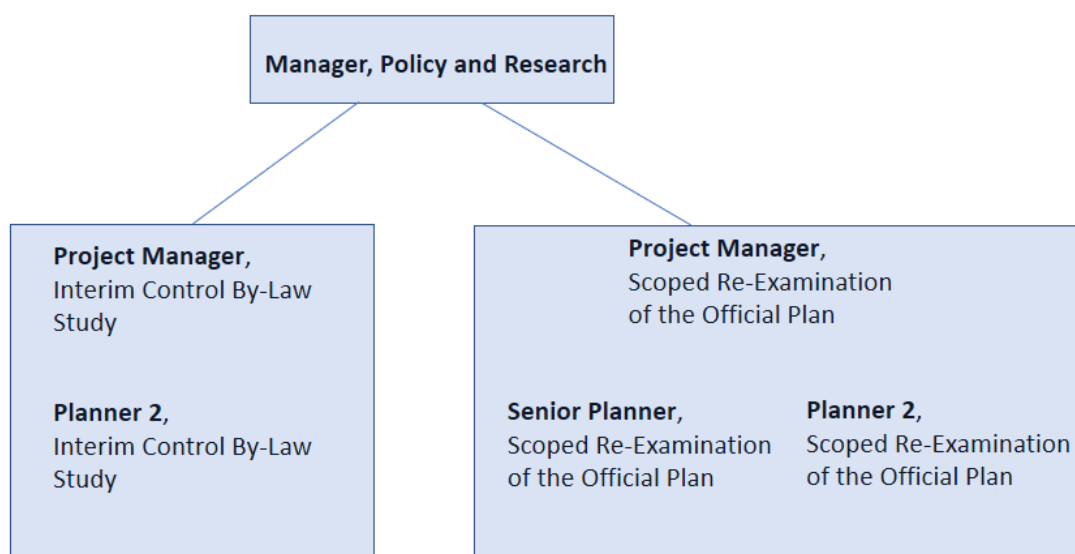 Manager, Policy and Research
Project Manager,
Interim Control By-Law
Study
Planner 2,
Interim Control By-Law
Study
Project Manager,
Scoped Re-Examination
of the Official Plan
Senior Planner,
Scoped Re-Examination
of the Official Plan
Planner 2,
Scoped Re-Examination
of the Official Plan